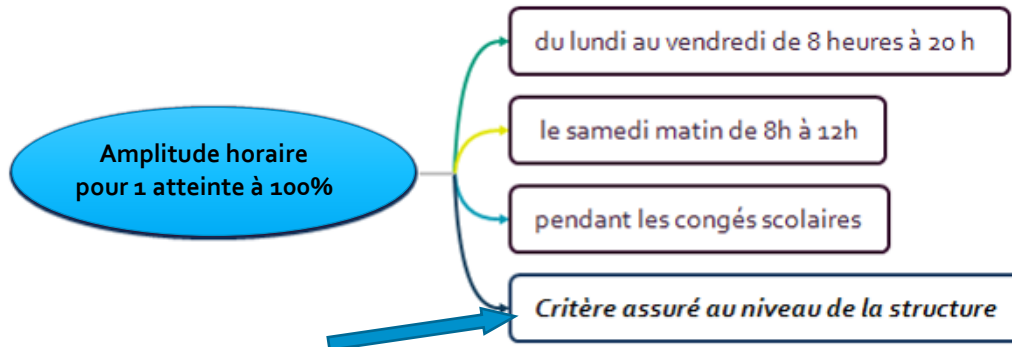 Amplitude horaire
pour 1 atteinte à 100%
du lundi au vendredi de 8 heures à 20 h
le samedi matin de 8h à 12h
pendant les congés scolaires
Critère assuré au niveau de la structure